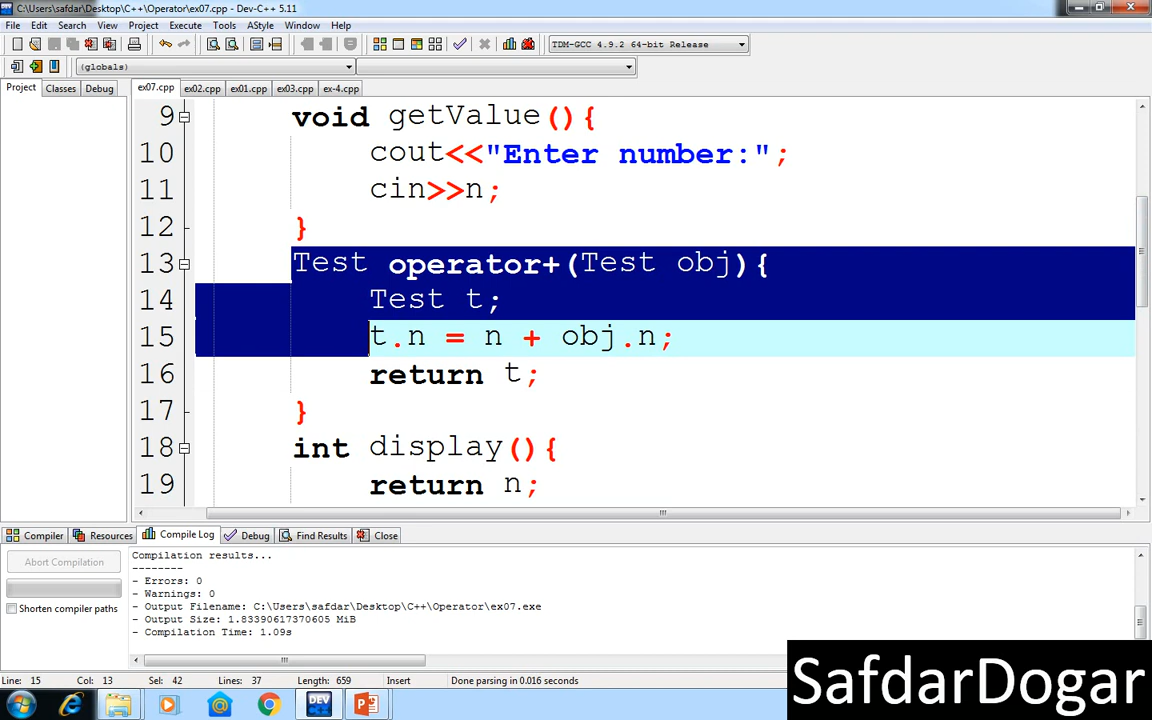 C:\Users\safdar\Desktop\C++\Operator\ex07.cpp - Dev-C++ 5.11
File Edit Search View Project Execute Tools AStyle Window Help
TDM-GCC 4.9.2 64-bit Release
(globals)
Project Classes Debug ex07.cpp ex02.cpp ex01.cpp ex03.cpp ex-4.cpp
9 void getValue(){
10 cout<<"Enter number:";
11 cin>>n;
12 }
13 Test operator+(Test obj){
14 Test t;
15 t.n = n + obj.n;
16 return t;
17 }
18 int display(){
19 return n;
Compiler Resources Compile Log Debug Find Results Close
Abort Compilation
Shorten compiler paths
Compilation results...
--------
- Errors: 0
- Warnings: 0
- Output Filename: C:\Users\safdar\Desktop\C++\Operator\ex07.exe
- Output Size: 1.83390617370605 MiB
- Compilation Time: 1.09s
Line: 15 Col: 13 Sel: 42 Lines: 37 Length: 659 Insert Done parsing in 0.016 seconds
DEV
SafdarDogar